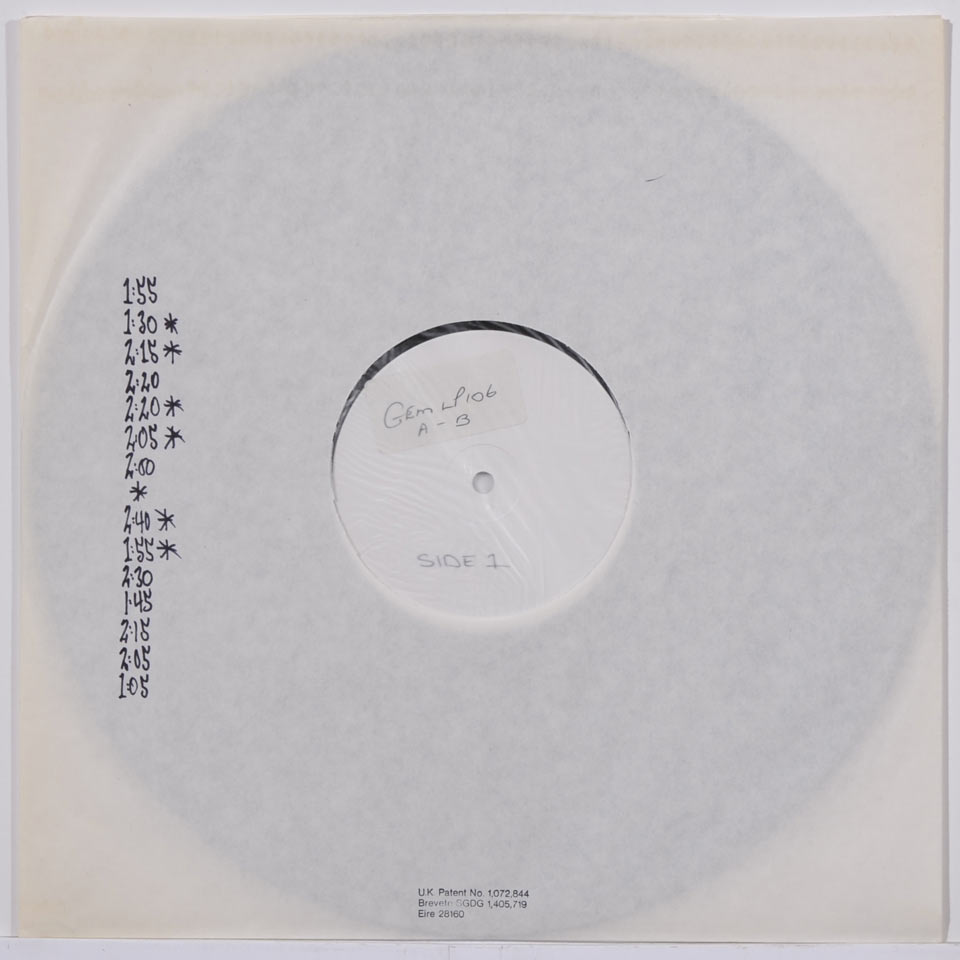 1:55
1:30 *
2:15 *
2:20
2:20 *
2:05 *
2:00
*
2:40 *
1:55 *
2:30
1:45
2:15
2:05
1:05
GEM LP106
A - B
SIDE 1
U.K. Patent No. 1,072,844
Brevete SGDG 1,405,719
Eire 28160